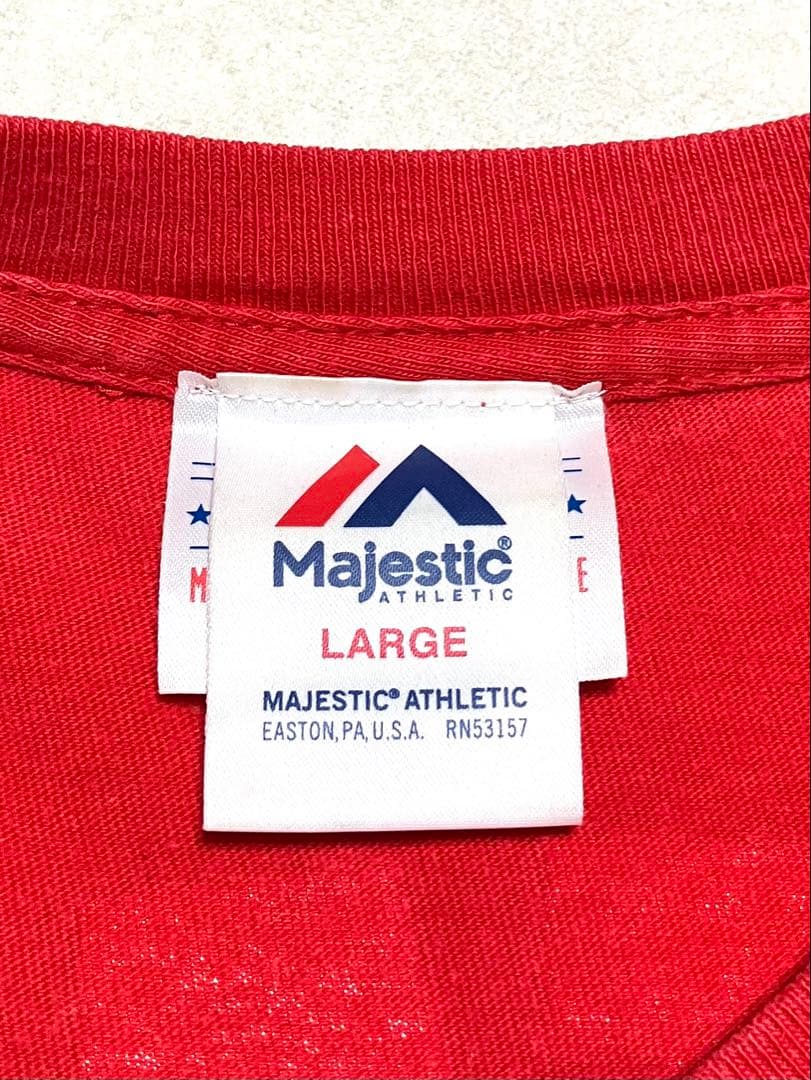 Majestic®
ATHLETIC
LARGE
MAJESTIC® ATHLETIC
EASTON, PA, U.S.A. RN53157
M
E